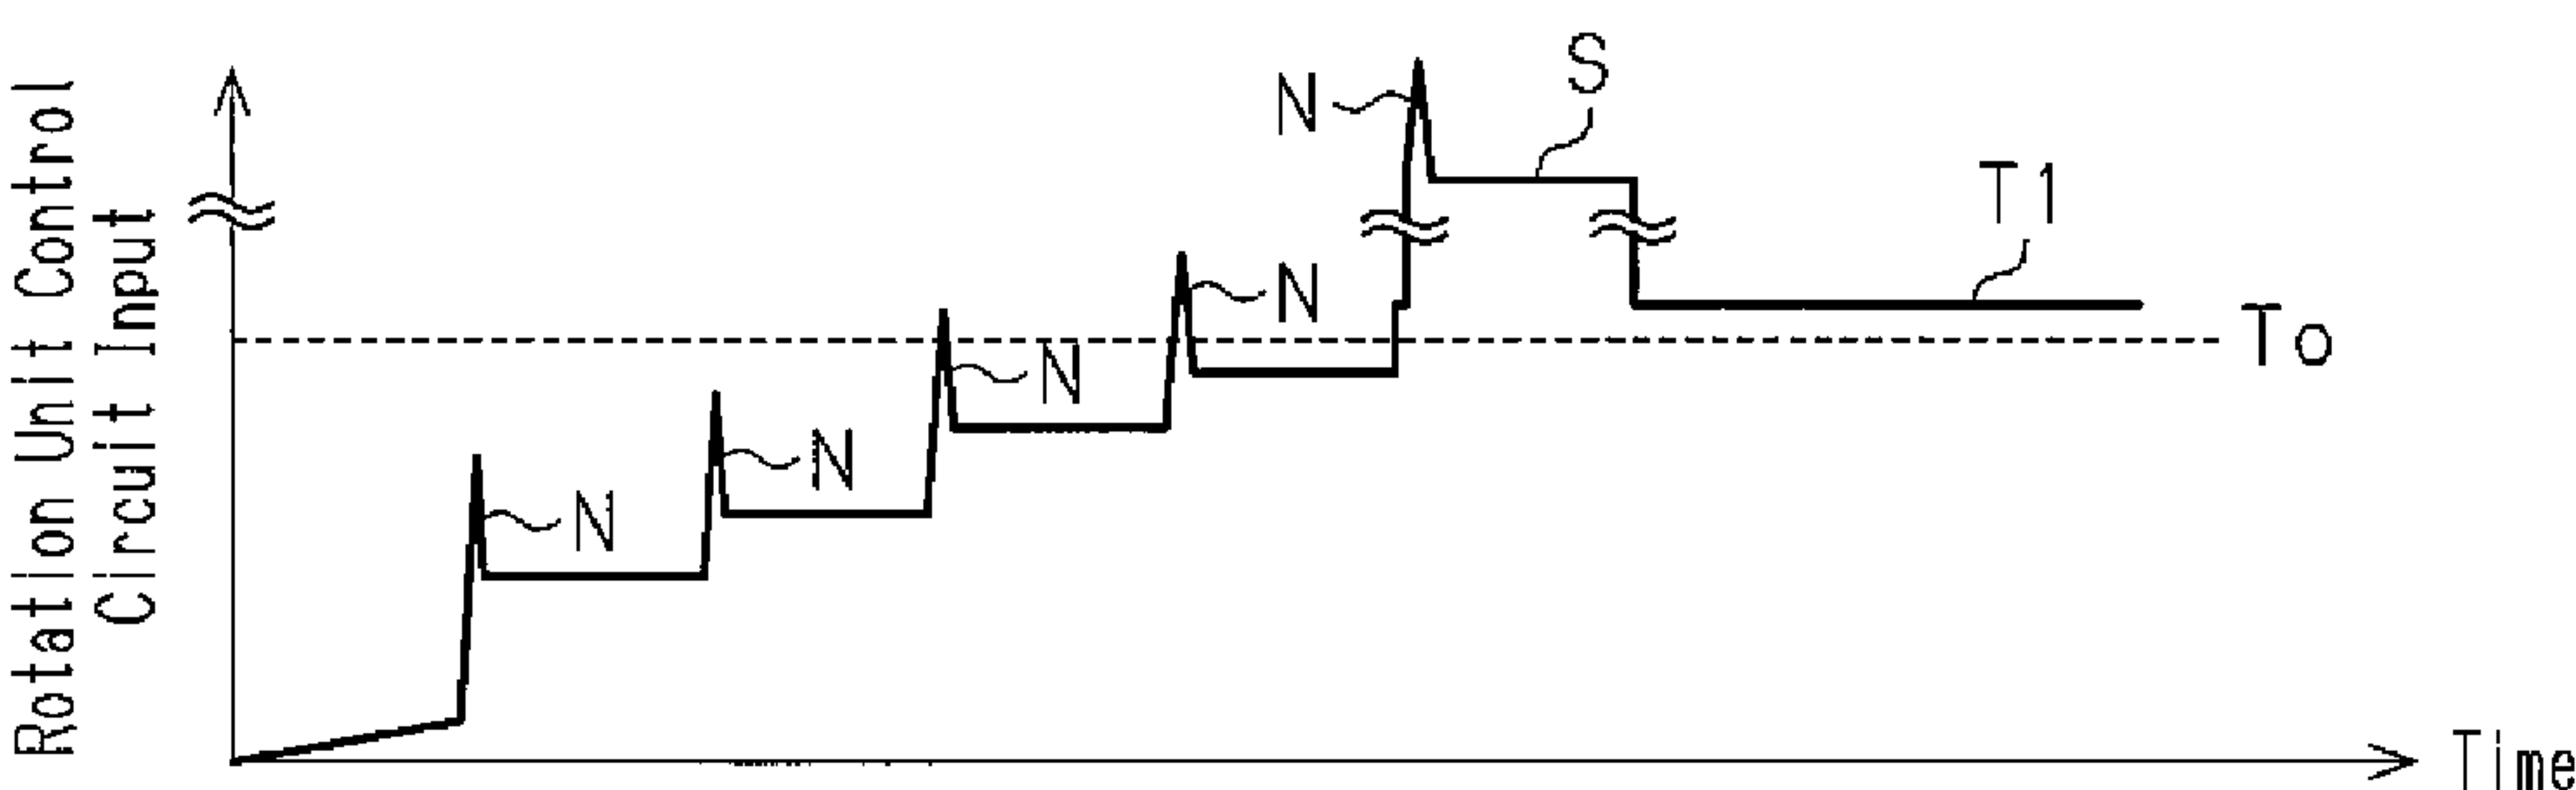 Rotation Unit Control
Circuit Input
N
S
T1
N
To
N
N
N
Time